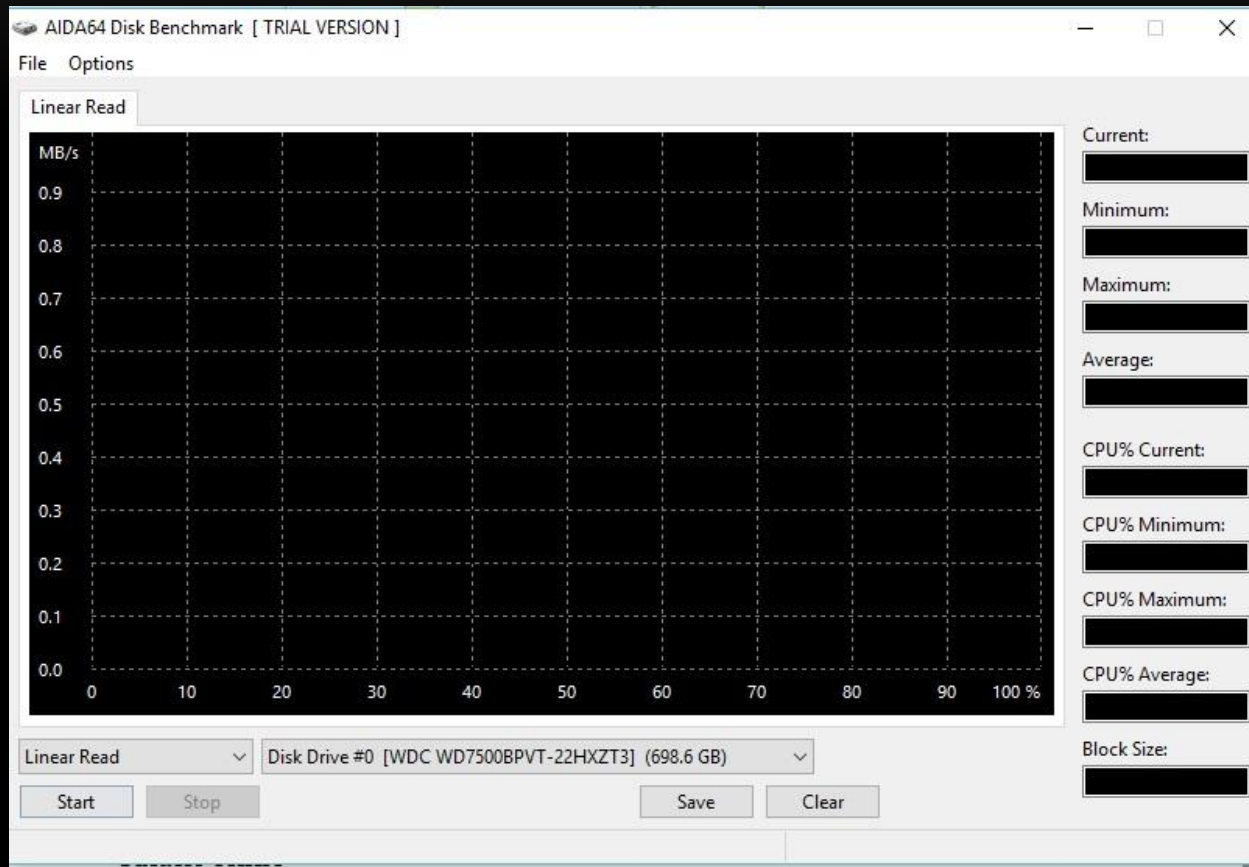 AIDA64 Disk Benchmark [ TRIAL VERSION ]
File Options
Linear Read
MB/s
0.9
0.8
0.7
0.6
0.5
0.4
0.3
0.2
0.1
0.0
0 10 20 30 40 50 60 70 80 90 100 %
Current:
Minimum:
Maximum:
Average:
CPU% Current:
CPU% Minimum:
CPU% Maximum:
CPU% Average:
Block Size:
Linear Read Disk Drive #0 [WDC WD7500BPVT-22HXZT3] (698.6 GB)
Start Stop Save Clear